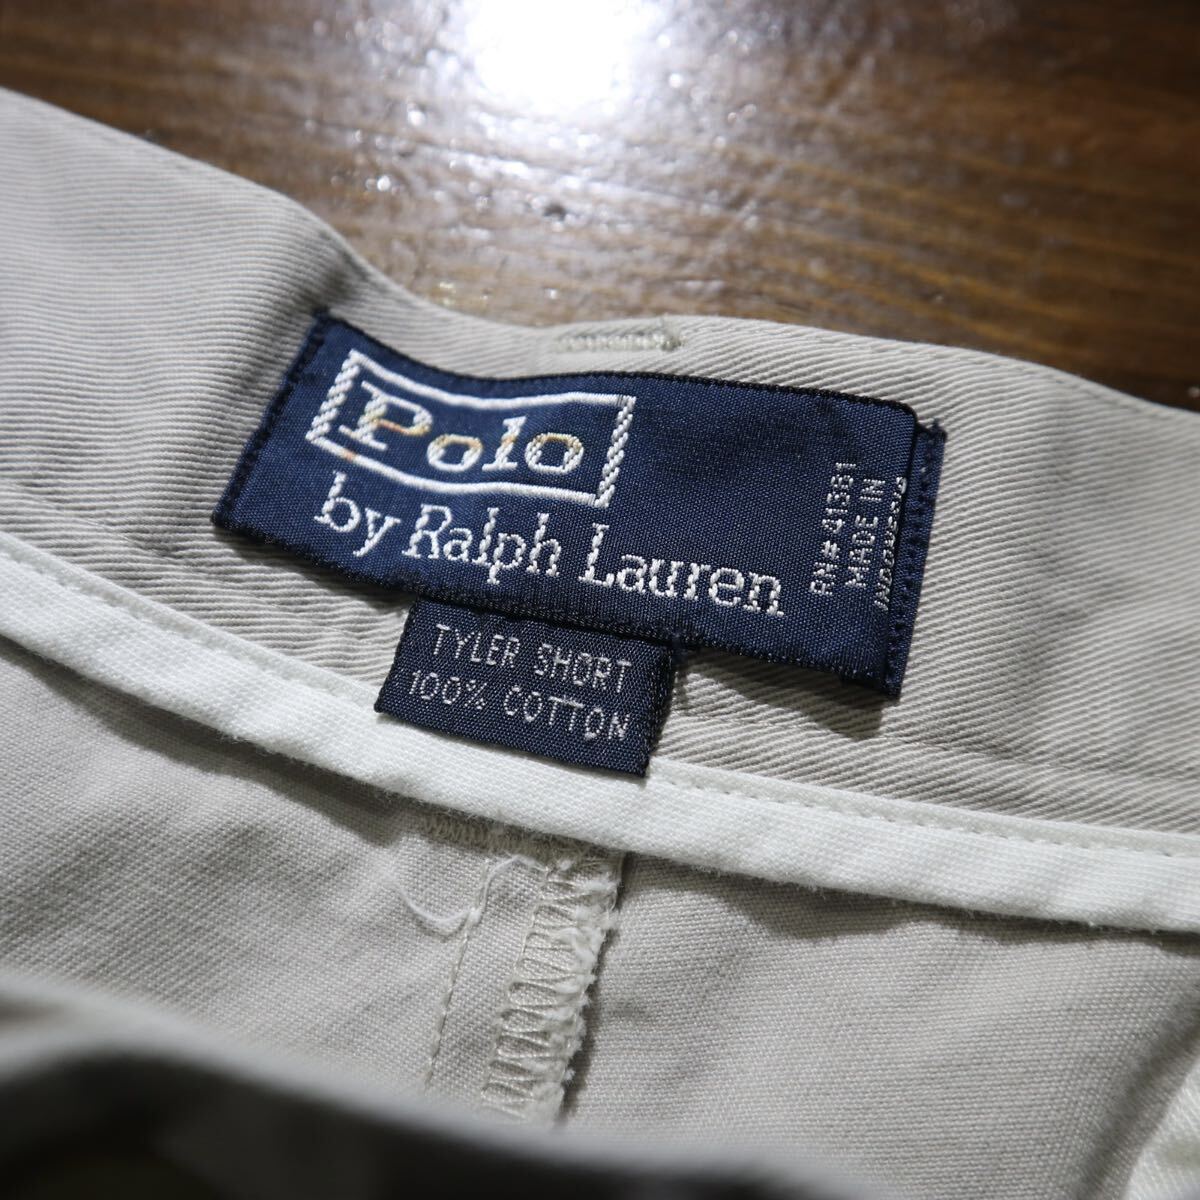 Polo
by Ralph Lauren
RN# 41381
MADE IN
TYLER SHORT
100% COTTON